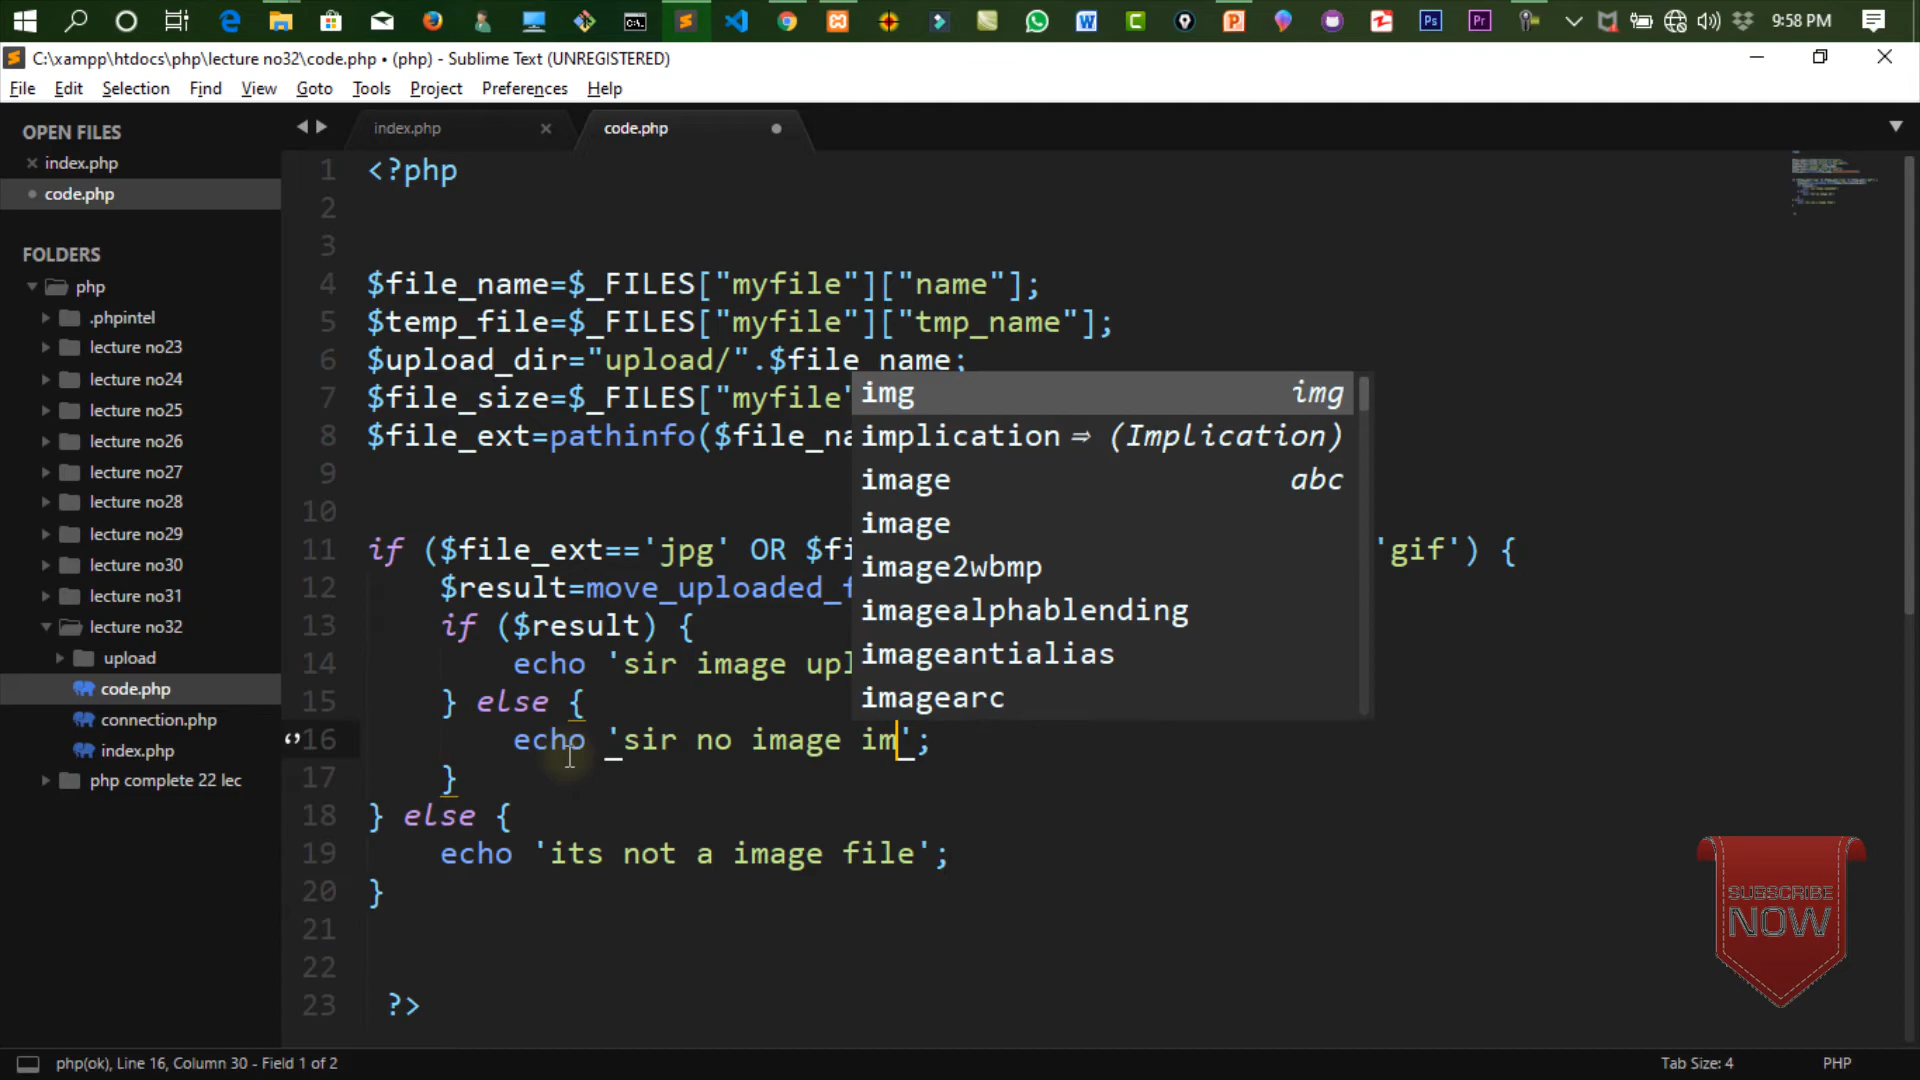 9:58 PM
C:\xampp\htdocs\php\lecture no32\code.php • (php) - Sublime Text (UNREGISTERED)
File Edit Selection Find View Goto Tools Project Preferences Help
OPEN FILES
index.php
code.php
FOLDERS
php
.phpintel
lecture no23
lecture no24
lecture no25
lecture no26
lecture no27
lecture no28
lecture no29
lecture no30
lecture no31
lecture no32
upload
code.php
connection.php
index.php
php complete 22 lec
index.php code.php
1 <?php
2
3
4 $file_name=$_FILES["myfile"]["name"];
5 $temp_file=$_FILES["myfile"]["tmp_name"];
6 $upload_dir="upload/".$file_name;
7 $file_size=$_FILES["myfile"
8 $file_ext=pathinfo($file_na
9
10
11 if ($file_ext=='jpg' OR $fi 'gif') {
12 $result=move_uploaded_f
13 if ($result) {
14 echo 'sir image upl
15 } else {
16 echo 'sir no image im';
17 }
18 } else {
19 echo 'its not a image file';
20 }
21
22
23 ?>
img img
implication ⇒ (Implication)
image abc
image
image2wbmp
imagealphablending
imageantialias
imagearc
SUBSCRIBE
NOW
php(ok), Line 16, Column 30 - Field 1 of 2
Tab Size: 4 PHP